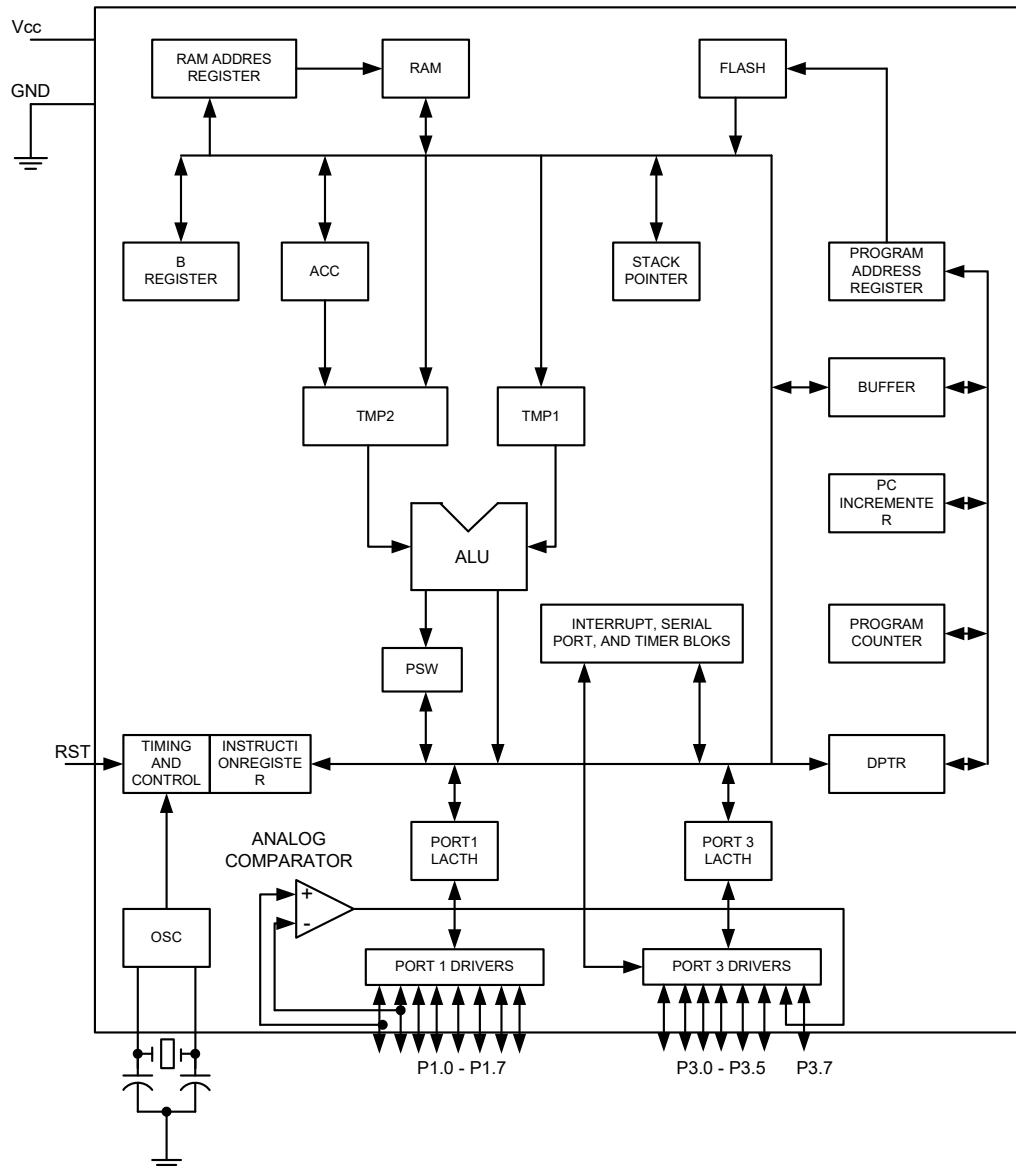 Vcc
GND
RAM ADDRES
REGISTER
RAM
FLASH
B
REGISTER
ACC
STACK
POINTER
PROGRAM
ADDRESS
REGISTER
TMP2
TMP1
BUFFER
PC
INCREMENTE
R
ALU
INTERRUPT, SERIAL
PORT, AND TIMER BLOKS
PROGRAM
COUNTER
PSW
RST
TIMING
AND
CONTROL
INSTRUCTI
ONREGISTE
R
DPTR
ANALOG
COMPARATOR
PORT1
LACTH
PORT 3
LACTH
+
-
OSC
PORT 1 DRIVERS
PORT 3 DRIVERS
P1.0 - P1.7
P3.0 - P3.5
P3.7